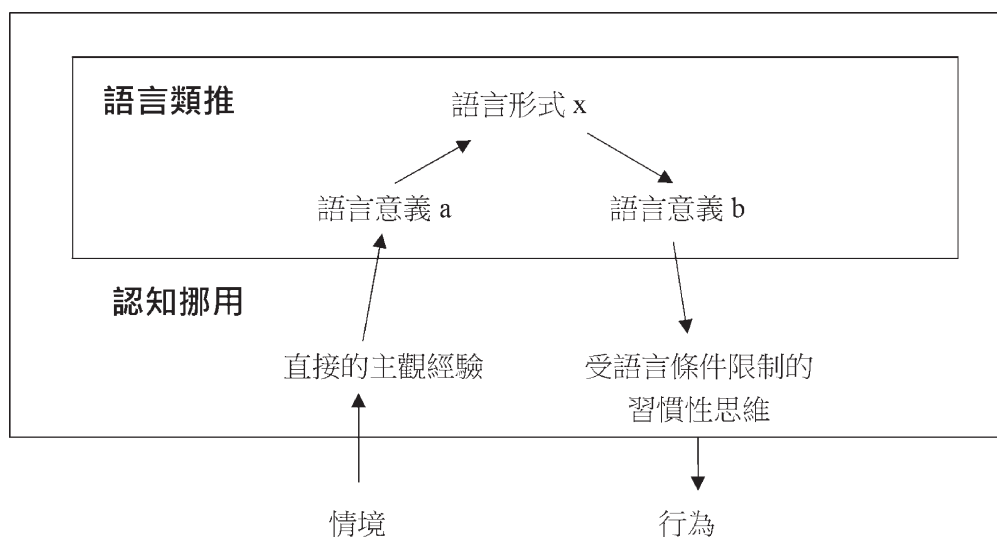 語言類推
語言形式 x
語言意義 a
語言意義 b
認知挪用
直接的主觀經驗
受語言條件限制的
習慣性思維
情境
行為